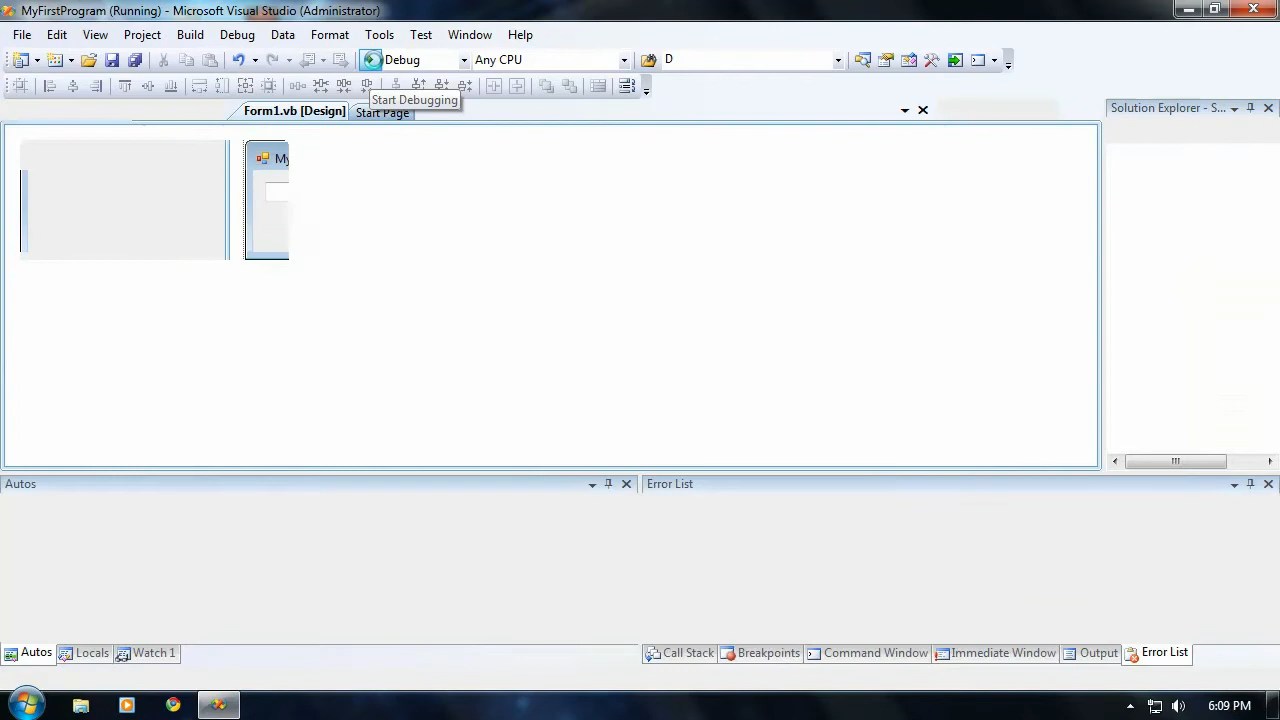 MyFirstProgram (Running) - Microsoft Visual Studio (Administrator)
File Edit View Project Build Debug Data Format Tools Test Window Help
Debug Any CPU D
Start Debugging
Form1.vb [Design] Start Page
Solution Explorer - S...
My
Autos
Error List
Autos Locals Watch 1
Call Stack Breakpoints Command Window Immediate Window Output Error List
6:09 PM